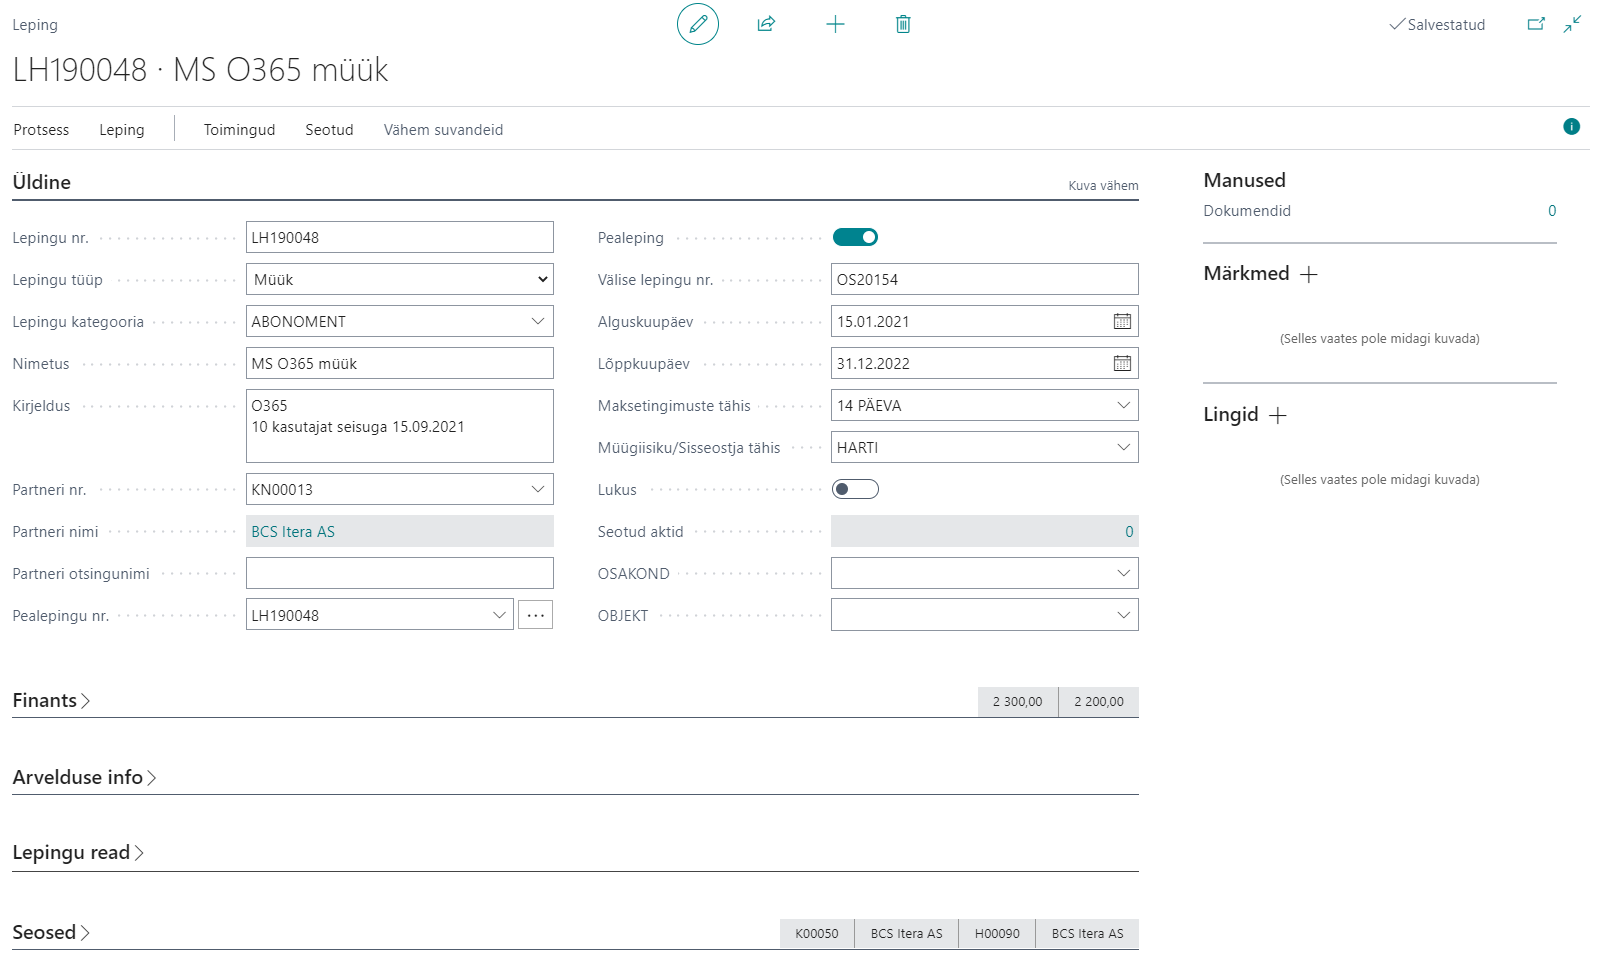 Leping
Salvestatud
LH190048 · MS O365 müük
Protsess Leping Toimingud Seotud Vähem suvandeid
Üldine
Kuva vähem
Lepingu nr. LH190048
Lepingu tüüp Müük
Lepingu kategooria ABONOMENT
Nimetus MS O365 müük
Kirjeldus O365
10 kasutajat seisuga 15.09.2021
Partneri nr. KN00013
Partneri nimi BCS Itera AS
Partneri otsingunimi
Pealepingu nr. LH190048 ...
Pealeping
Välise lepingu nr. OS20154
Alguskuupäev 15.01.2021
Lõppkuupäev 31.12.2022
Maksetingimuste tähis 14 PÄEVA
Müügiisiku/Sisseostja tähis HARTI
Lukus
Seotud aktid 0
OSAKOND
OBJEKT
Finants 2 300,00 2 200,00
Arvelduse info
Lepingu read
Seosed K00050 BCS Itera AS H00090 BCS Itera AS
Manused
Dokumendid 0
Märkmed
(Selles vaates pole midagi kuvada)
Lingid
(Selles vaates pole midagi kuvada)